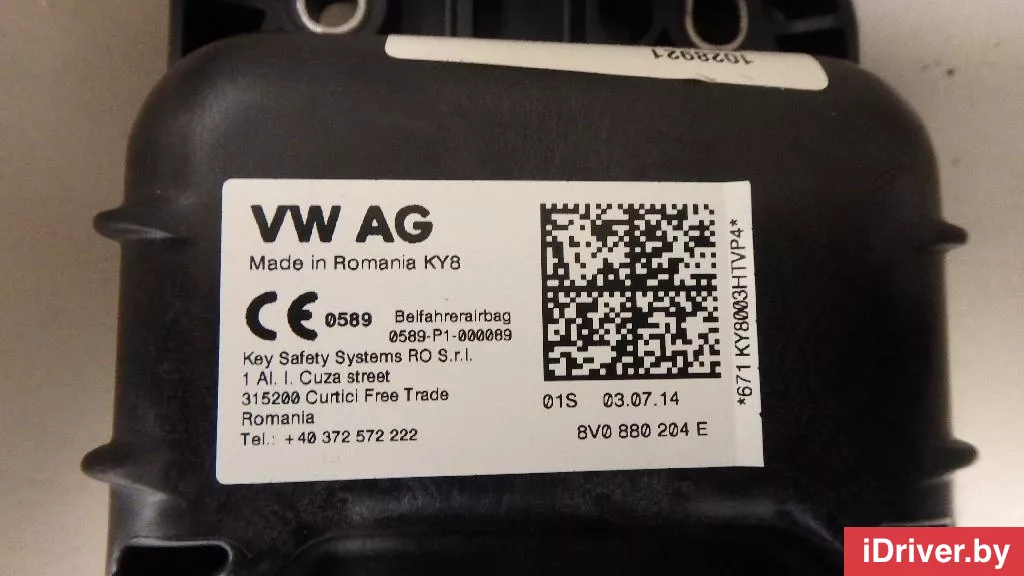 1028921
VW AG
Made in Romania KY8
CE 0589 Beifahrerairbag
0589-P1-000089
Key Safety Systems RO S.r.l.
1 Al. I. Cuza street
315200 Curtici Free Trade
Romania
Tel.: +40 372 572 222
01S 03.07.14
8V0 880 204 E
*671 KY8003HTVP4*
iDriver.by